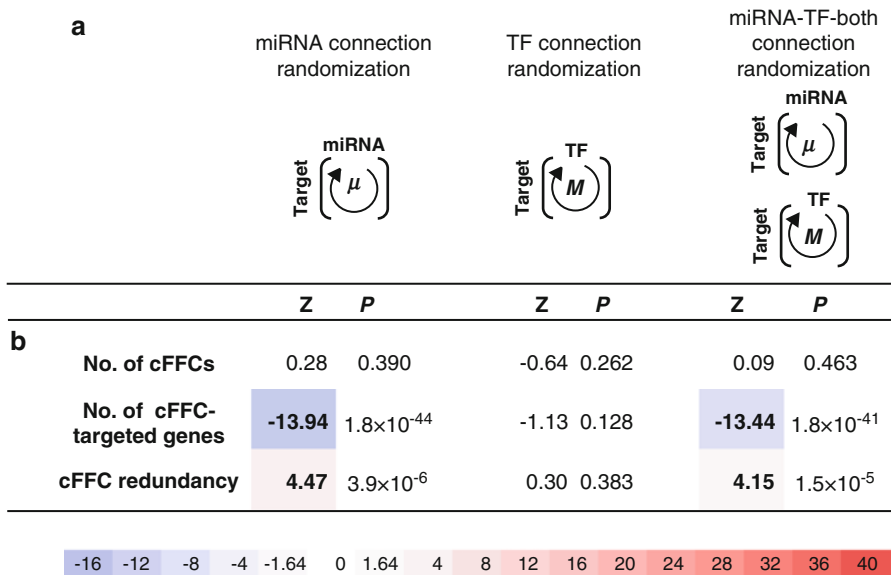 a
miRNA connection randomization
TF connection randomization
miRNA-TF-both connection randomization
miRNA
Target
μ
TF
Target
M
miRNA
Target
μ
TF
Target
M
Z P Z P Z P
b
No. of cFFCs 0.28 0.390 -0.64 0.262 0.09 0.463
No. of cFFC-targeted genes -13.94 1.8×10⁻⁴⁴ -1.13 0.128 -13.44 1.8×10⁻⁴¹
cFFC redundancy 4.47 3.9×10⁻⁶ 0.30 0.383 4.15 1.5×10⁻⁵
-16 -12 -8 -4 -1.64 0 1.64 4 8 12 16 20 24 28 32 36 40